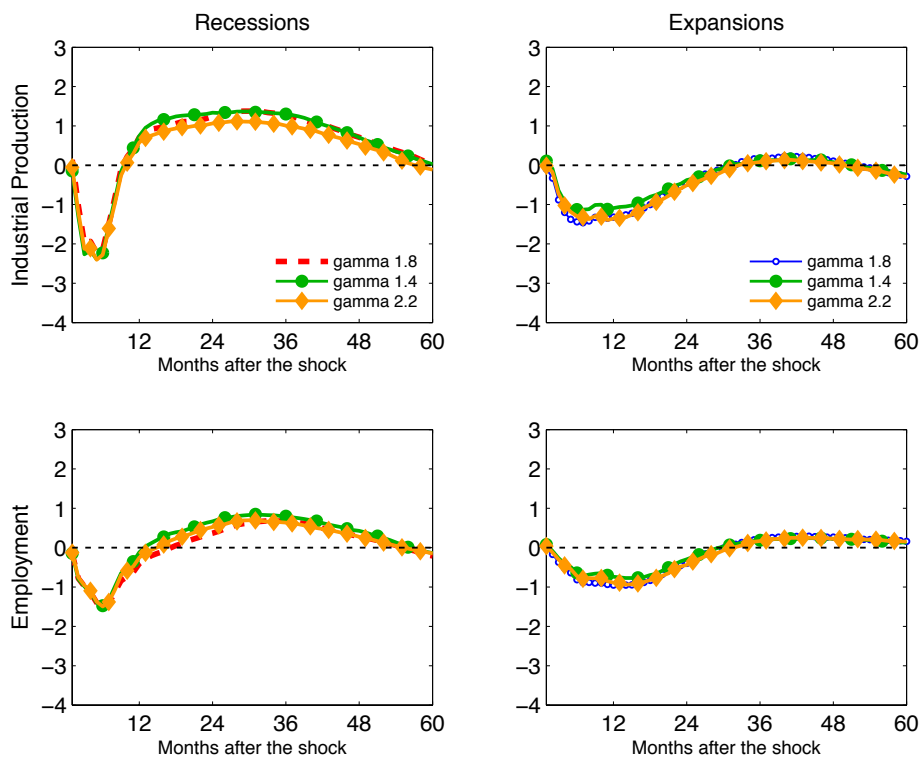 Recessions
Expansions
Industrial Production
3
2
1
0
−1
−2
−3
−4
gamma 1.8
gamma 1.4
gamma 2.2
12 24 36 48 60
Months after the shock
3
2
1
0
−1
−2
−3
−4
gamma 1.8
gamma 1.4
gamma 2.2
12 24 36 48 60
Months after the shock
Employment
3
2
1
0
−1
−2
−3
−4
12 24 36 48 60
Months after the shock
3
2
1
0
−1
−2
−3
−4
12 24 36 48 60
Months after the shock